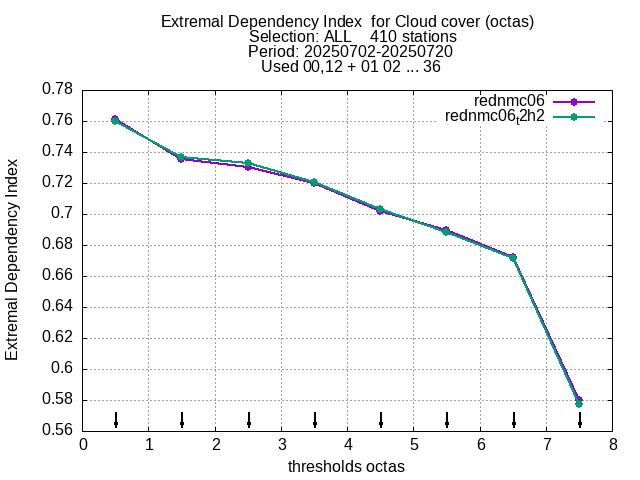 Extremal Dependency Index  for Cloud cover (octas)
Selection: ALL    410 stations
Period: 20250702-20250720
Used 00,12 + 01 02 ... 36
rednmc06
rednmc06,2h2
0.78
0.76
0.74
0.72
0.7
0.68
0.66
0.64
0.62
0.6
0.58
0.56
0 1 2 3 4 5 6 7 8
Extremal Dependency Index
thresholds octas